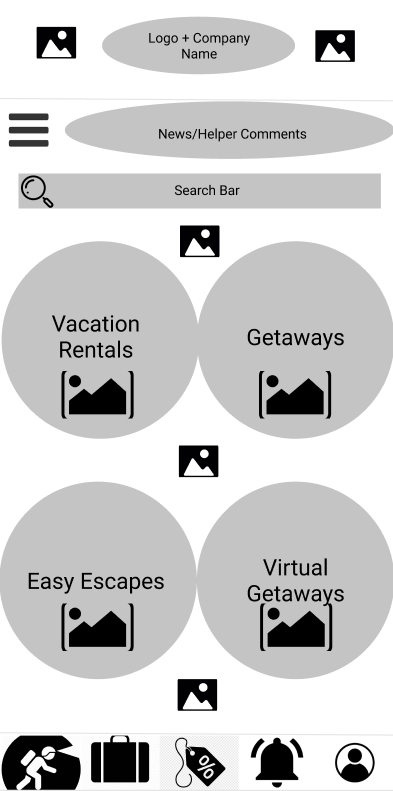 Logo + Company
Name
News/Helper Comments
Search Bar
Vacation
Rentals
Getaways
Easy Escapes
Virtual
Getaways
%